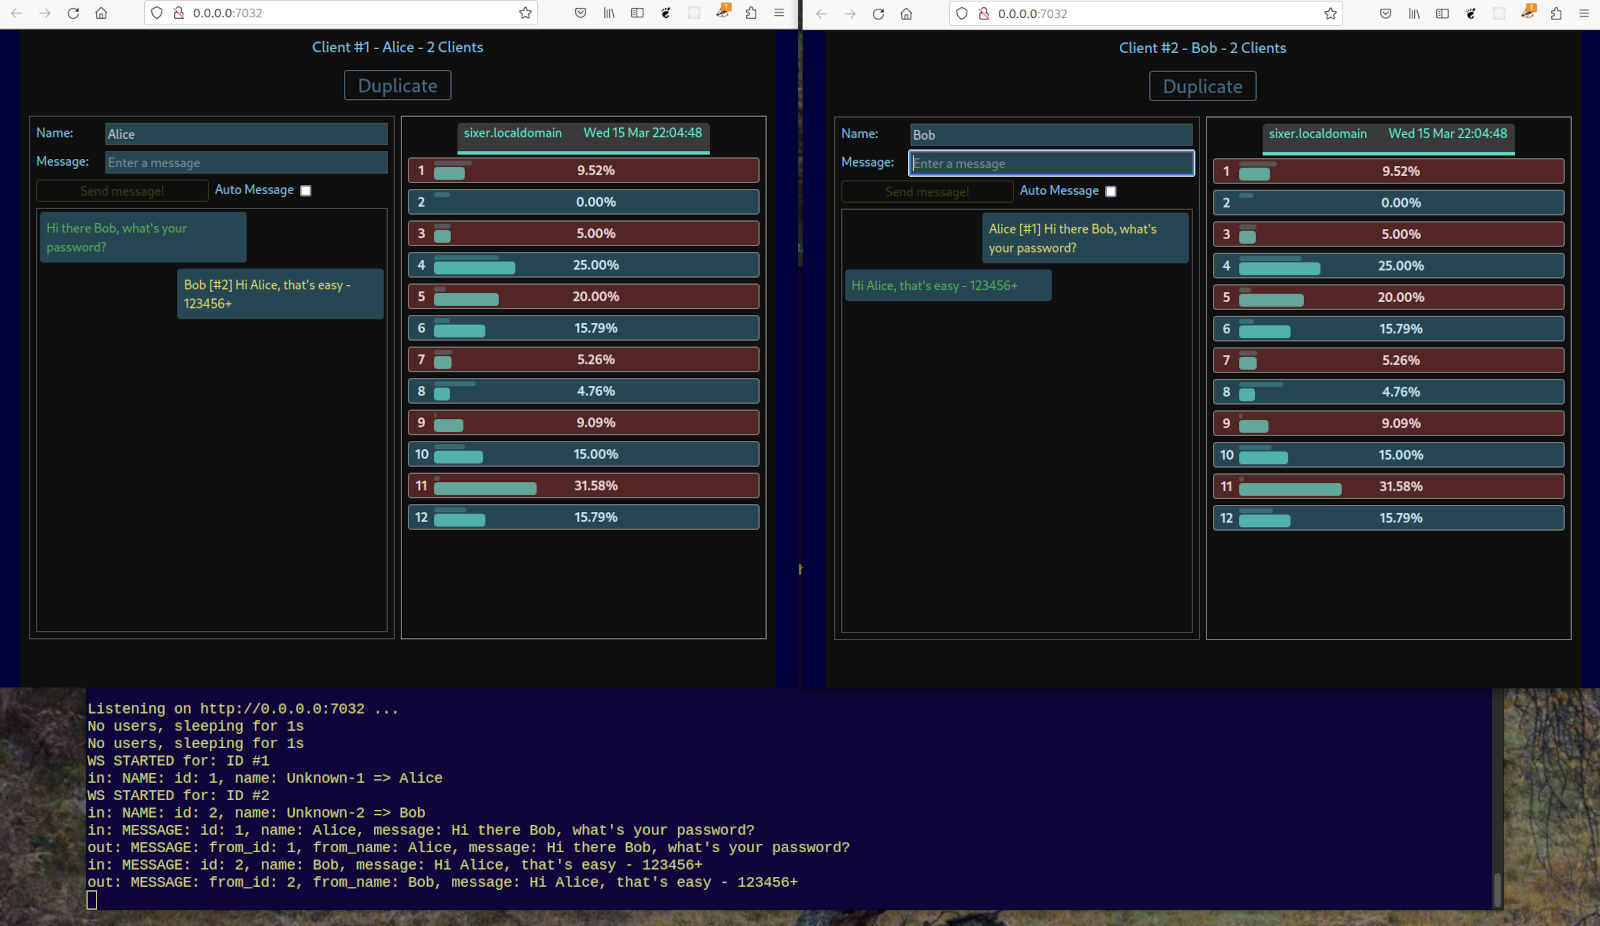 0.0.0.0:7032
1
Client #1 - Alice - 2 Clients
Duplicate
Name: Alice
Message: Enter a message
Send message! Auto Message
Hi there Bob, what's your
password?
Bob [#2] Hi Alice, that's easy -
123456+
sixer.localdomain Wed 15 Mar 22:04:48
1 9.52%
2 0.00%
3 5.00%
4 25.00%
5 20.00%
6 15.79%
7 5.26%
8 4.76%
9 9.09%
10 15.00%
11 31.58%
12 15.79%
0.0.0.0:7032
1
Client #2 - Bob - 2 Clients
Duplicate
Name: Bob
Message: Enter a message
Send message! Auto Message
Alice [#1] Hi there Bob, what's
your password?
Hi Alice, that's easy - 123456+
sixer.localdomain Wed 15 Mar 22:04:48
1 9.52%
2 0.00%
3 5.00%
4 25.00%
5 20.00%
6 15.79%
7 5.26%
8 4.76%
9 9.09%
10 15.00%
11 31.58%
12 15.79%
Listening on http://0.0.0.0:7032 ...
No users, sleeping for 1s
No users, sleeping for 1s
WS STARTED for: ID #1
in: NAME: id: 1, name: Unknown-1 => Alice
WS STARTED for: ID #2
in: NAME: id: 2, name: Unknown-2 => Bob
in: MESSAGE: id: 1, name: Alice, message: Hi there Bob, what's your password?
out: MESSAGE: from_id: 1, from_name: Alice, message: Hi there Bob, what's your password?
in: MESSAGE: id: 2, name: Bob, message: Hi Alice, that's easy - 123456+
out: MESSAGE: from_id: 2, from_name: Bob, message: Hi Alice, that's easy - 123456+